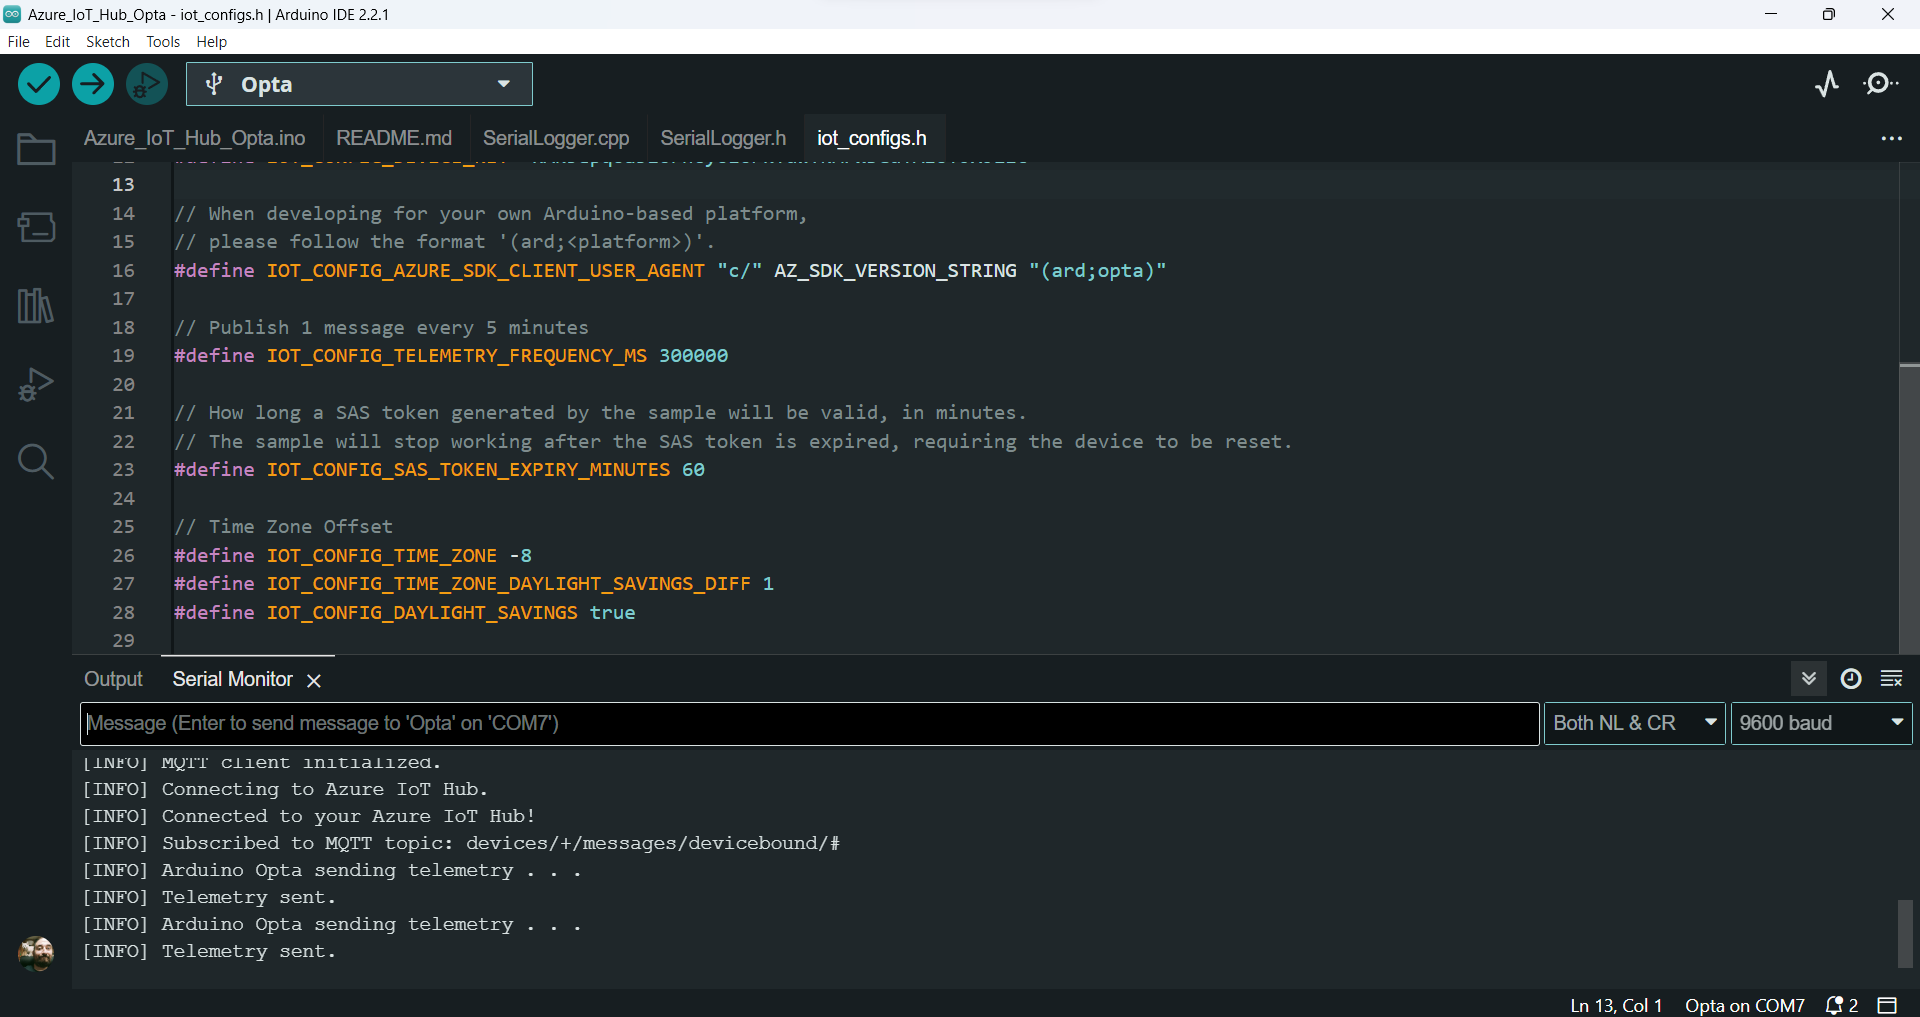 Azure_IoT_Hub_Opta - iot_configs.h | Arduino IDE 2.2.1
File Edit Sketch Tools Help
Opta
Azure_IoT_Hub_Opta.ino README.md SerialLogger.cpp SerialLogger.h iot_configs.h
13
14 // When developing for your own Arduino-based platform,
15 // please follow the format '(ard;<platform>)'.
16 #define IOT_CONFIG_AZURE_SDK_CLIENT_USER_AGENT "c/" AZ_SDK_VERSION_STRING "(ard;opta)"
17
18 // Publish 1 message every 5 minutes
19 #define IOT_CONFIG_TELEMETRY_FREQUENCY_MS 300000
20
21 // How long a SAS token generated by the sample will be valid, in minutes.
22 // The sample will stop working after the SAS token is expired, requiring the device to be reset.
23 #define IOT_CONFIG_SAS_TOKEN_EXPIRY_MINUTES 60
24
25 // Time Zone Offset
26 #define IOT_CONFIG_TIME_ZONE -8
27 #define IOT_CONFIG_TIME_ZONE_DAYLIGHT_SAVINGS_DIFF 1
28 #define IOT_CONFIG_DAYLIGHT_SAVINGS true
29
Output Serial Monitor
Message (Enter to send message to 'Opta' on 'COM7') Both NL & CR 9600 baud
[INFO] MQTT client initialized.
[INFO] Connecting to Azure IoT Hub.
[INFO] Connected to your Azure IoT Hub!
[INFO] Subscribed to MQTT topic: devices/+/messages/devicebound/#
[INFO] Arduino Opta sending telemetry . . .
[INFO] Telemetry sent.
[INFO] Arduino Opta sending telemetry . . .
[INFO] Telemetry sent.
Ln 13, Col 1 Opta on COM7 2